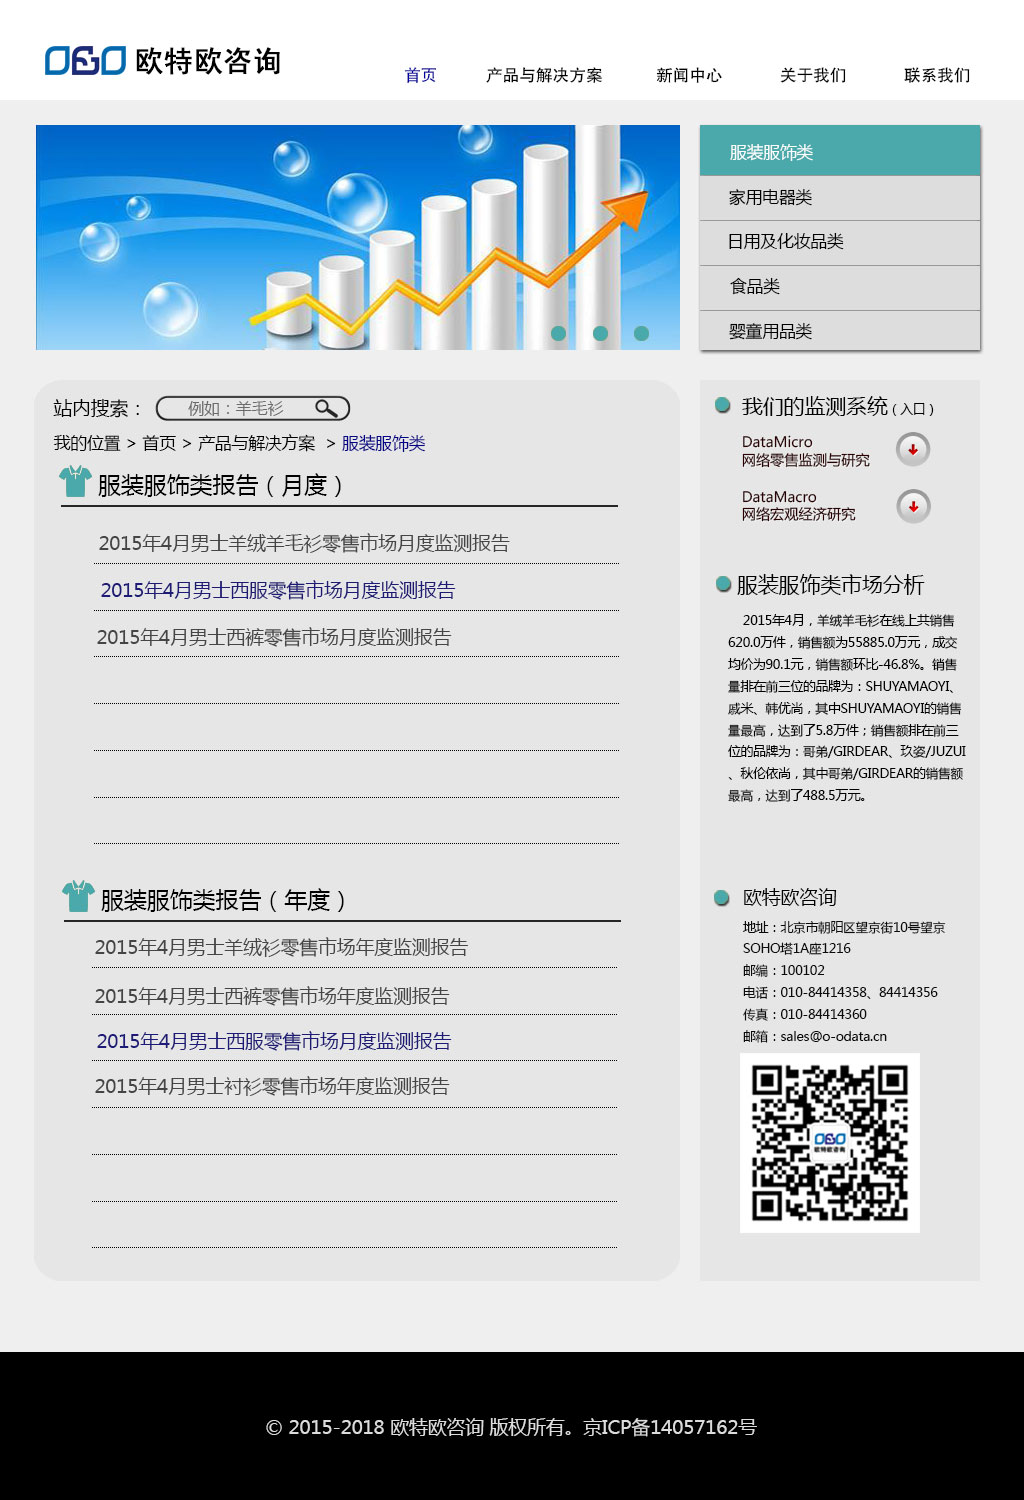 欧特欧咨询
首页 产品与解决方案 新闻中心 关于我们 联系我们
服装服饰类
家用电器类
日用及化妆品类
食品类
婴童用品类
站内搜索： 例如：羊毛衫
我的位置 > 首页 > 产品与解决方案 > 服装服饰类
服装服饰类报告（月度）
2015年4月男士羊绒羊毛衫零售市场月度监测报告
2015年4月男士西服零售市场月度监测报告
2015年4月男士西裤零售市场月度监测报告
服装服饰类报告（年度）
2015年4月男士羊绒衫零售市场年度监测报告
2015年4月男士西裤零售市场年度监测报告
2015年4月男士西服零售市场月度监测报告
2015年4月男士衬衫零售市场年度监测报告
我们的监测系统（入口）
DataMicro
网络零售监测与研究
DataMacro
网络宏观经济研究
服装服饰类市场分析
2015年4月，羊绒羊毛衫在线上共销售
620.0万件，销售额为55885.0万元，成交
均价为90.1元，销售额环比-46.8%。销售
量排在前三位的品牌为：SHUYAMAOYI、
戚米、韩优尚，其中SHUYAMAOYI的销售
量最高，达到了5.8万件；销售额排在前三
位的品牌为：哥弟/GIRDEAR、玖姿/JUZUI
、秋伦依尚，其中哥弟/GIRDEAR的销售额
最高，达到了488.5万元。
欧特欧咨询
地址：北京市朝阳区望京街10号望京
SOHO塔1A座1216
邮编：100102
电话：010-84414358、84414356
传真：010-84414360
邮箱：sales@o-odata.cn
欧特欧咨询
© 2015-2018 欧特欧咨询 版权所有。京ICP备14057162号